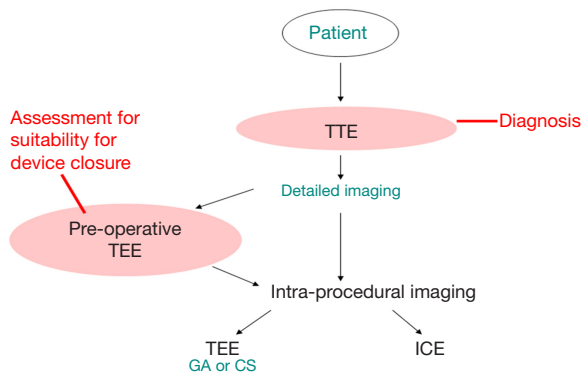 Patient
Assessment for
suitability for
device closure
TTE
Diagnosis
Detailed imaging
Pre-operative
TEE
Intra-procedural imaging
TEE
GA or CS
ICE